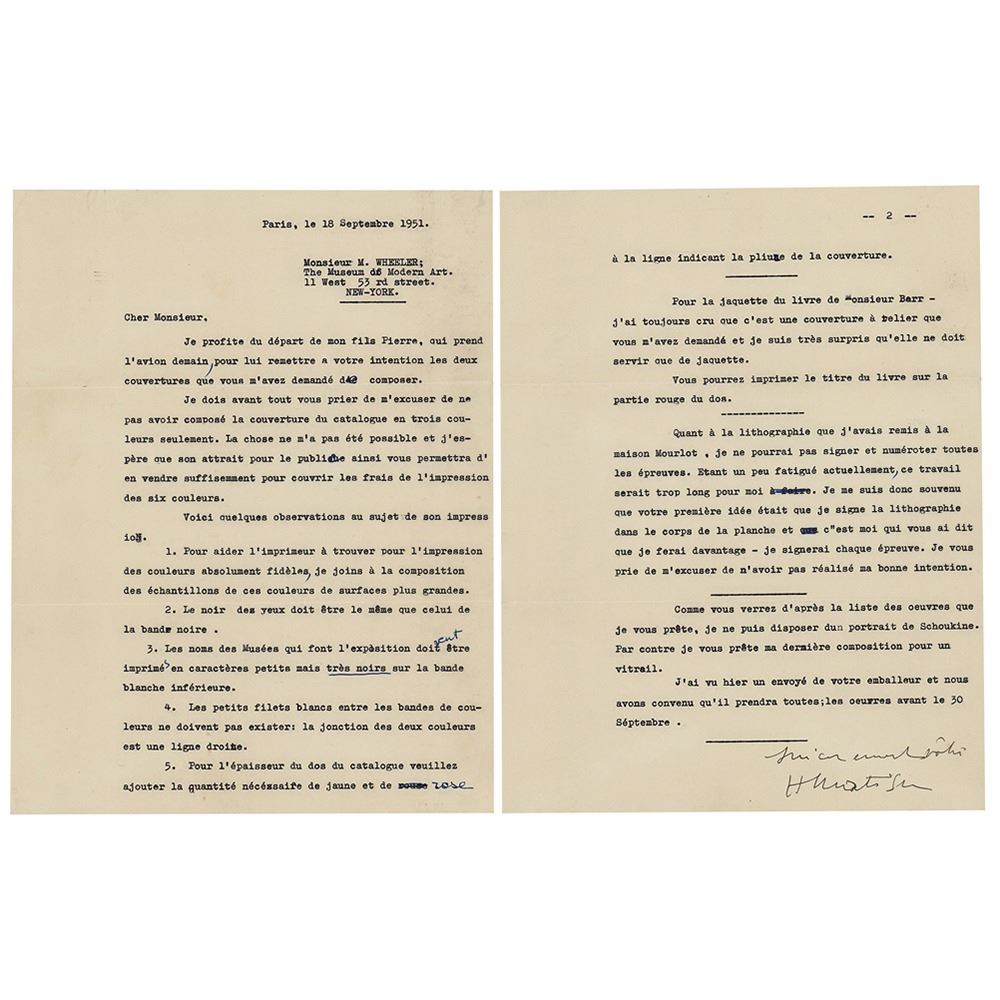 Paris, le 18 Septembre 1951.
Monsieur M. WHEELER;
The Museum of Modern Art.
11 West 53 rd street.
NEW-YORK.
Cher Monsieur,
Je profite du départ de mon fils Pierre, qui prend
l'avion demain, pour lui remettre a votre intention les deux
couvertures que vous m'avez demandé de composer.
Je dois avant tout vous prier de m'excuser de ne
pas avoir composé la couverture du catalogue en trois cou-
leurs seulement. La chose ne m'a pas été possible et j'es-
père que son attrait pour le public ainsi vous permettra d'
en vendre suffisemment pour couvrir les frais de l'impression
des six couleurs.
Voici quelques observations au sujet de son impress
ion.
1. Pour aider l'imprimeur à trouver pour l'impression
des couleurs absolument fidèles, je joins à la composition
des échantillons de ces couleurs de surfaces plus grandes.
2. Le noir des yeux doit être le même que celui de
la bande noire .
3. Les noms des Musées qui font l'expèsition doivent être
imprimés en caractères petits mais très noirs sur la bande
blanche inférieure.
4. Les petits filets blancs entre les bandes de cou-
leurs ne doivent pas exister: la jonction des deux couleurs
est une ligne droite.
5. Pour l'épaisseur du dos du catalogue veuillez
ajouter la quantité nécéssaife de jaune et de rose
-- 2 --
à la ligne indicant la pliure de la couverture.
Pour la jaquette du livre de Monsieur Barr -
j'ai toujours cru que c'est une couverture à relier que
vous m'avez demandé et je suis très surpris qu'elle ne doit
servir que de jaquette.
Vous pourrez imprimer le titre du livre sur la
partie rouge du dos.
Quant à la lithographie que j'avais remis à la
maison Mourlot , je ne pourrai pas signer et numéroter toutes
les épreuves. Etant un peu fatigué actuellement, ce travail
serait trop long pour moi à faire. Je me suis donc souvenu
que votre première idée était que je signe la lithographie
dans le corps de la planche et que c"est moi qui vous ai dit
que je ferai davantage - je signerai chaque épreuve. Je vous
prie de m'excuser de n'avoir pas réalisé ma bonne intention.
Comme vous verrez d'après la liste des oeuvres que
je vous prête, je ne puis disposer dun portrait de Schoukine.
Par contre je vous prête ma dernière composition pour un
vitrail.
J'ai vu hier un envoyé de votre emballeur et nous
avons convenu qu'il prendra toutes;les oeuvres avant le 30
Séptembre .
Sincerement vôtre
H Matisse